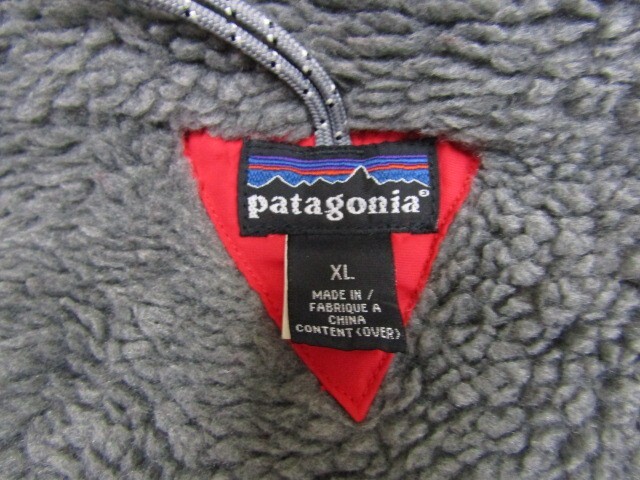 patagonia®
XL
MADE IN /
FABRIQUE A
CHINA
CONTENT (OVER)